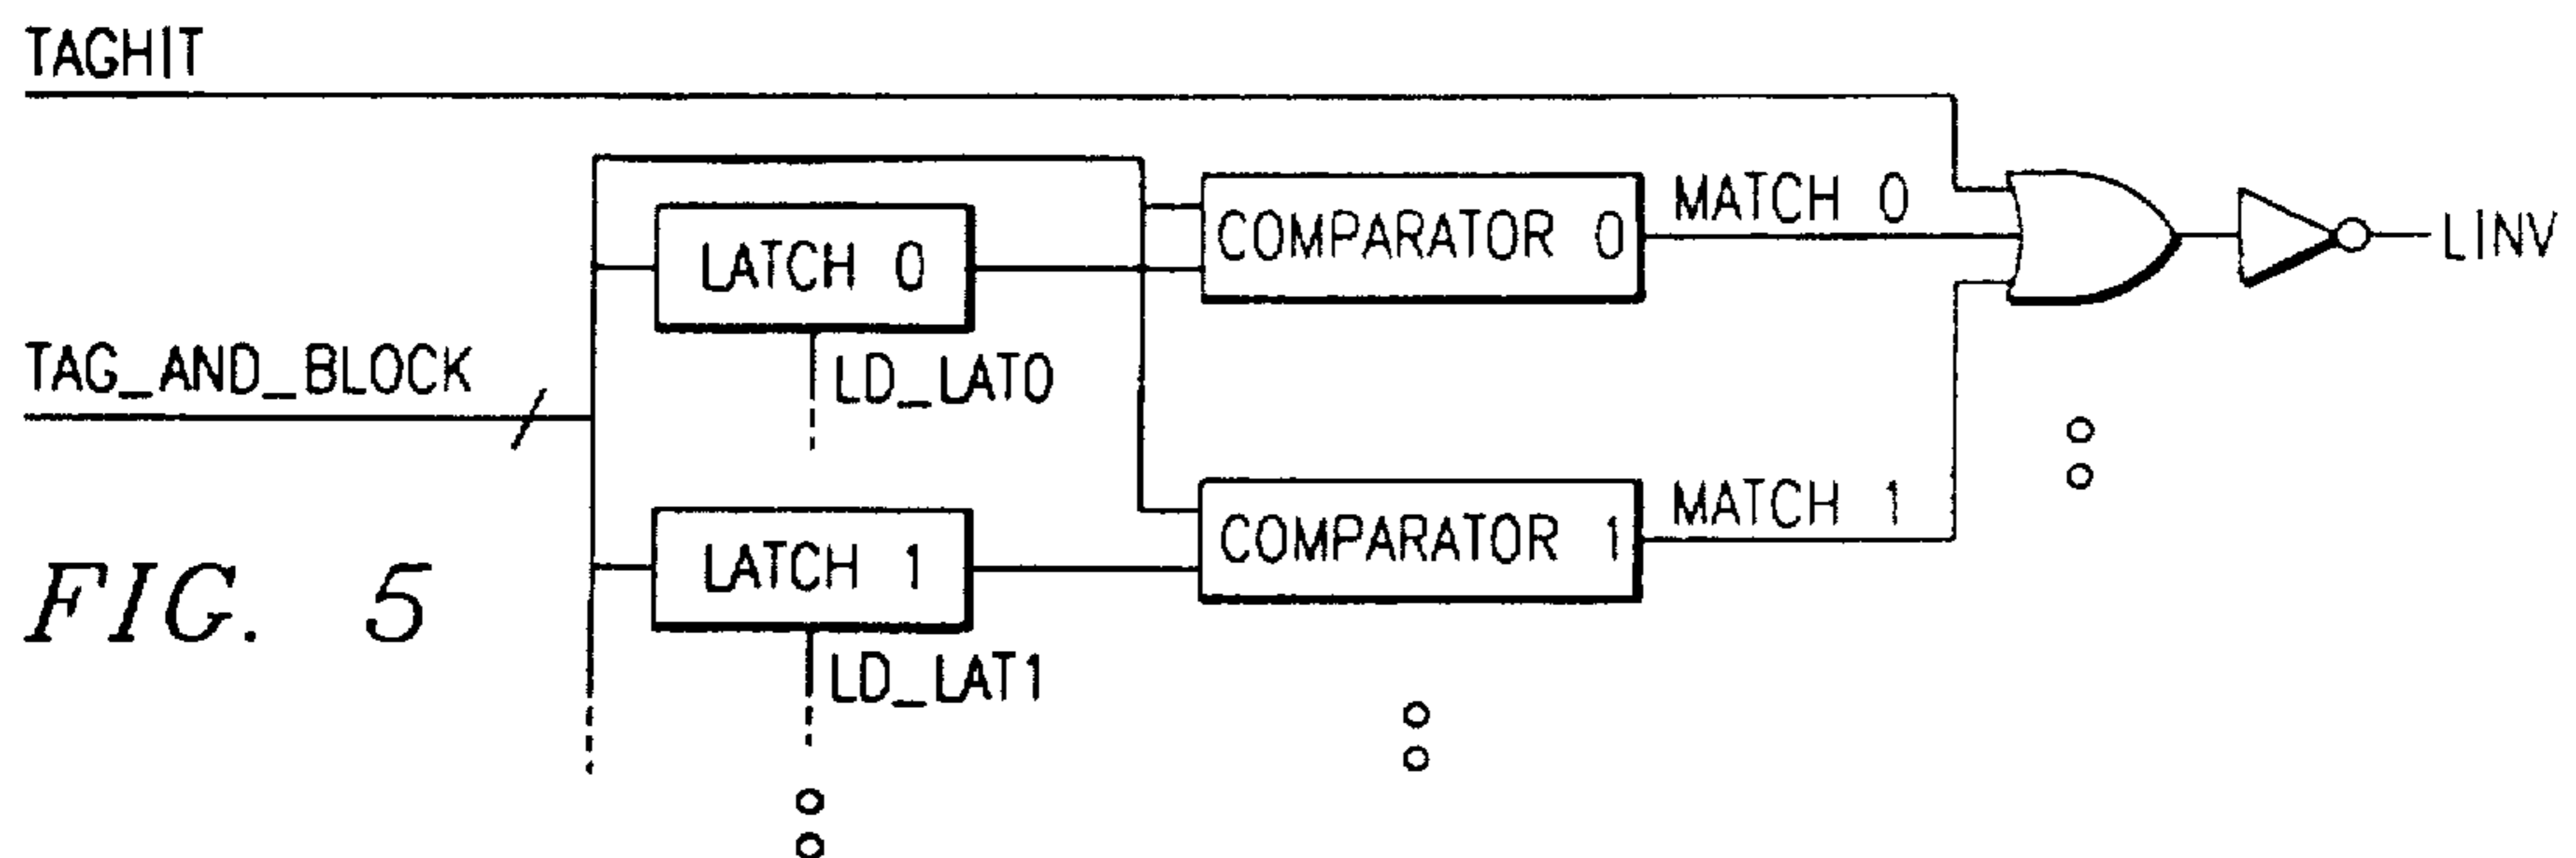 TAGHIT
MATCH 0
COMPARATOR 0
LINV
LATCH 0
TAG_AND_BLOCK
LD_LAT0
MATCH 1
COMPARATOR 1
LATCH 1
FIG. 5
LD_LAT1